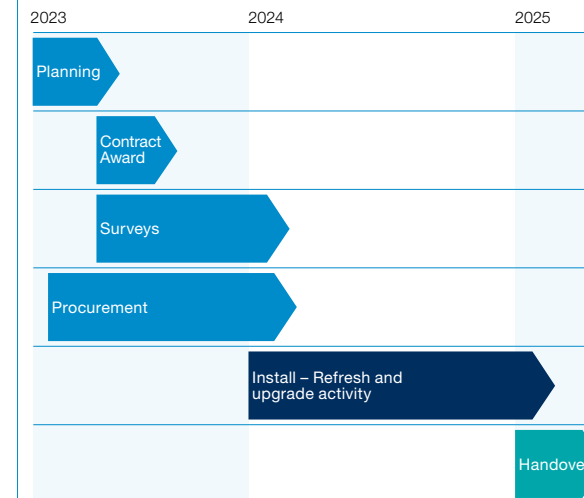 2023 2024 2025
Planning
Contract
Award
Surveys
Procurement
Install – Refresh and
upgrade activity
Handove